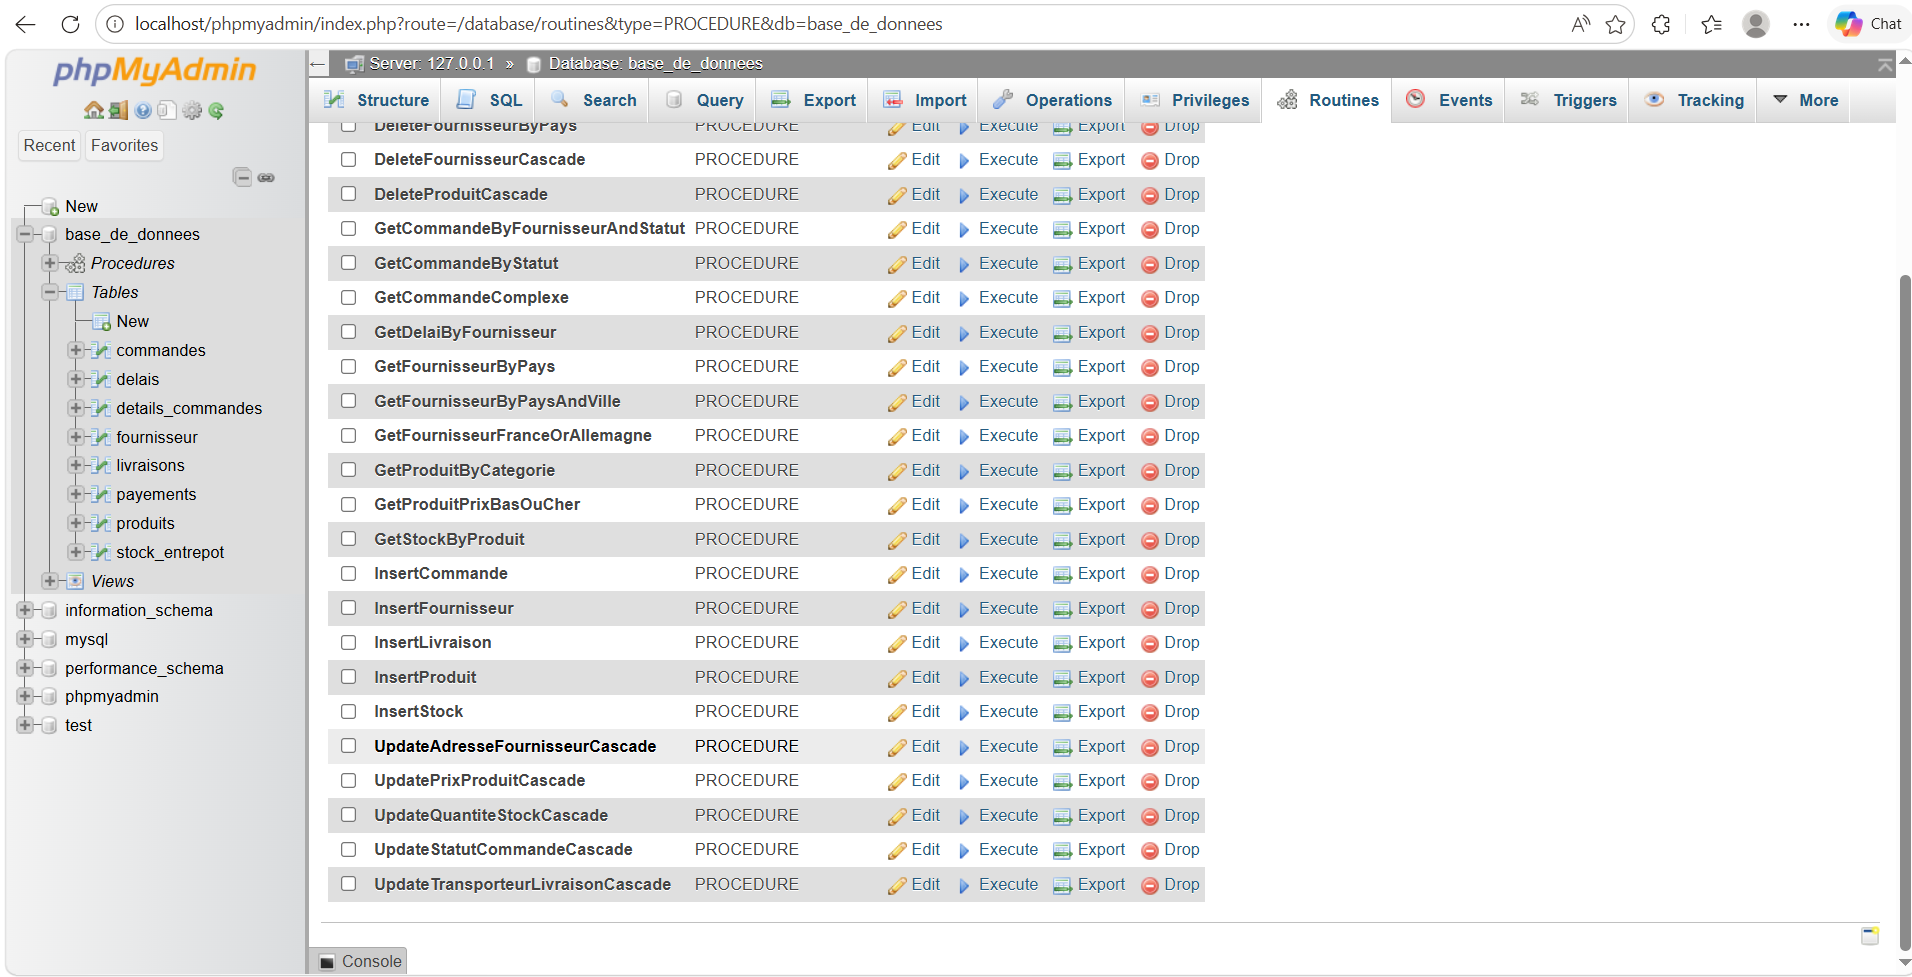 localhost/phpmyadmin/index.php?route=/database/routines&type=PROCEDURE&db=base_de_donnees
Chat
phpMyAdmin
Recent
Favorites
New
base_de_donnees
Procedures
Tables
New
commandes
delais
details_commandes
fournisseur
livraisons
payements
produits
stock_entrepot
Views
information_schema
mysql
performance_schema
phpmyadmin
test
Server: 127.0.0.1 » Database: base_de_donnees
Structure SQL Search Query Export Import Operations Privileges Routines Events Triggers Tracking More
DeleteFournisseurByPays PROCEDURE Edit Execute Export Drop
DeleteFournisseurCascade PROCEDURE Edit Execute Export Drop
DeleteProduitCascade PROCEDURE Edit Execute Export Drop
GetCommandeByFournisseurAndStatut PROCEDURE Edit Execute Export Drop
GetCommandeByStatut PROCEDURE Edit Execute Export Drop
GetCommandeComplexe PROCEDURE Edit Execute Export Drop
GetDelaiByFournisseur PROCEDURE Edit Execute Export Drop
GetFournisseurByPays PROCEDURE Edit Execute Export Drop
GetFournisseurByPaysAndVille PROCEDURE Edit Execute Export Drop
GetFournisseurFranceOrAllemagne PROCEDURE Edit Execute Export Drop
GetProduitByCategorie PROCEDURE Edit Execute Export Drop
GetProduitPrixBasOuCher PROCEDURE Edit Execute Export Drop
GetStockByProduit PROCEDURE Edit Execute Export Drop
InsertCommande PROCEDURE Edit Execute Export Drop
InsertFournisseur PROCEDURE Edit Execute Export Drop
InsertLivraison PROCEDURE Edit Execute Export Drop
InsertProduit PROCEDURE Edit Execute Export Drop
InsertStock PROCEDURE Edit Execute Export Drop
UpdateAdresseFournisseurCascade PROCEDURE Edit Execute Export Drop
UpdatePrixProduitCascade PROCEDURE Edit Execute Export Drop
UpdateQuantiteStockCascade PROCEDURE Edit Execute Export Drop
UpdateStatutCommandeCascade PROCEDURE Edit Execute Export Drop
UpdateTransporteurLivraisonCascade PROCEDURE Edit Execute Export Drop
Console